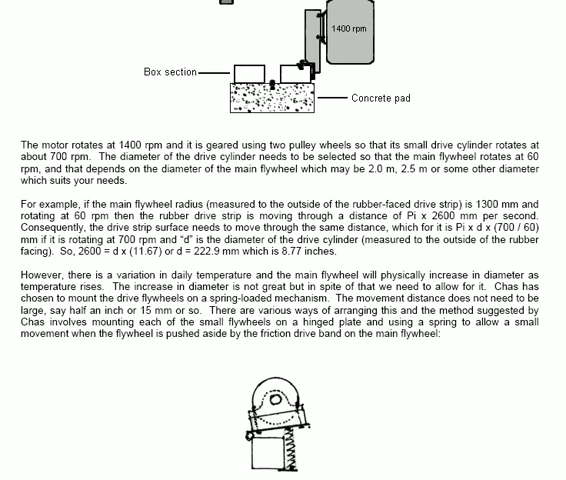 1400 rpm
Box section
Concrete pad
The motor rotates at 1400 rpm and it is geared using two pulley wheels so that its small drive cylinder rotates at
about 700 rpm. The diameter of the drive cylinder needs to be selected so that the main flywheel rotates at 60
rpm, and that depends on the diameter of the main flywheel which may be 2.0 m, 2.5 m or some other diameter
which suits your needs.
For example, if the main flywheel radius (measured to the outside of the rubber-faced drive strip) is 1300 mm and
rotating at 60 rpm then the rubber drive strip is moving through a distance of Pi x 2600 mm per second.
Consequently, the drive strip surface needs to move through the same distance, which for it is Pi x d x (700 / 60)
mm if it is rotating at 700 rpm and "d" is the diameter of the drive cylinder (measured to the outside of the rubber
facing). So, 2600 = d x (11.67) or d = 222.9 mm which is 8.77 inches.
However, there is a variation in daily temperature and the main flywheel will physically increase in diameter as
temperature rises. The increase in diameter is not great but in spite of that we need to allow for it. Chas has
chosen to mount the drive flywheels on a spring-loaded mechanism. The movement distance does not need to be
large, say half an inch or 15 mm or so. There are various ways of arranging this and the method suggested by
Chas involves mounting each of the small flywheels on a hinged plate and using a spring to allow a small
movement when the flywheel is pushed aside by the friction drive band on the main flywheel: